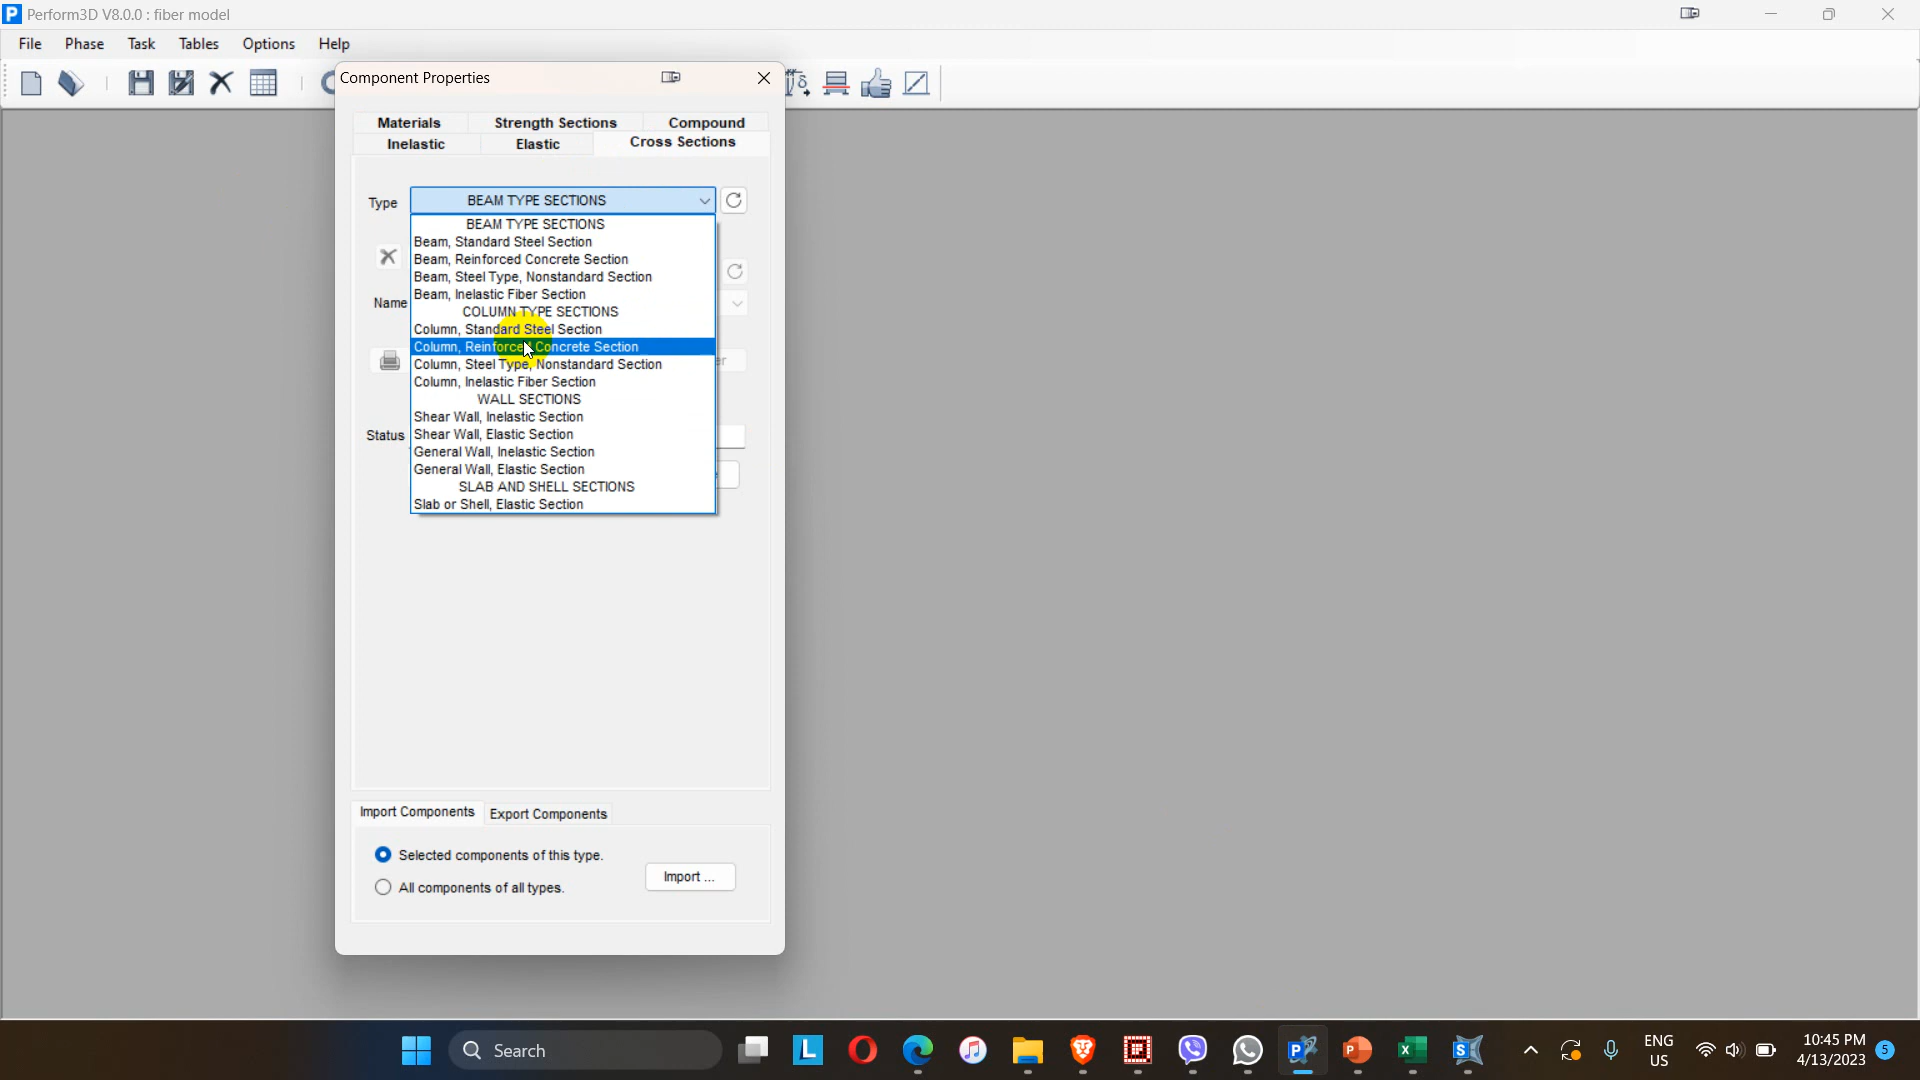 Perform3D V8.0.0 : fiber model
File Phase Task Tables Options Help
Component Properties
Materials Strength Sections Compound
Inelastic Elastic Cross Sections
Type BEAM TYPE SECTIONS
BEAM TYPE SECTIONS
Beam, Standard Steel Section
Beam, Reinforced Concrete Section
Beam, Steel Type, Nonstandard Section
Beam, Inelastic Fiber Section
Name
COLUMN TYPE SECTIONS
Column, Standard Steel Section
Column, Reinforced Concrete Section
Column, Steel Type, Nonstandard Section
Column, Inelastic Fiber Section
WALL SECTIONS
Shear Wall, Inelastic Section
Status
Shear Wall, Elastic Section
General Wall, Inelastic Section
General Wall, Elastic Section
SLAB AND SHELL SECTIONS
Slab or Shell, Elastic Section
Import Components Export Components
Selected components of this type.
Import ...
All components of all types.
Search
ENG
US
10:45 PM
4/13/2023
5